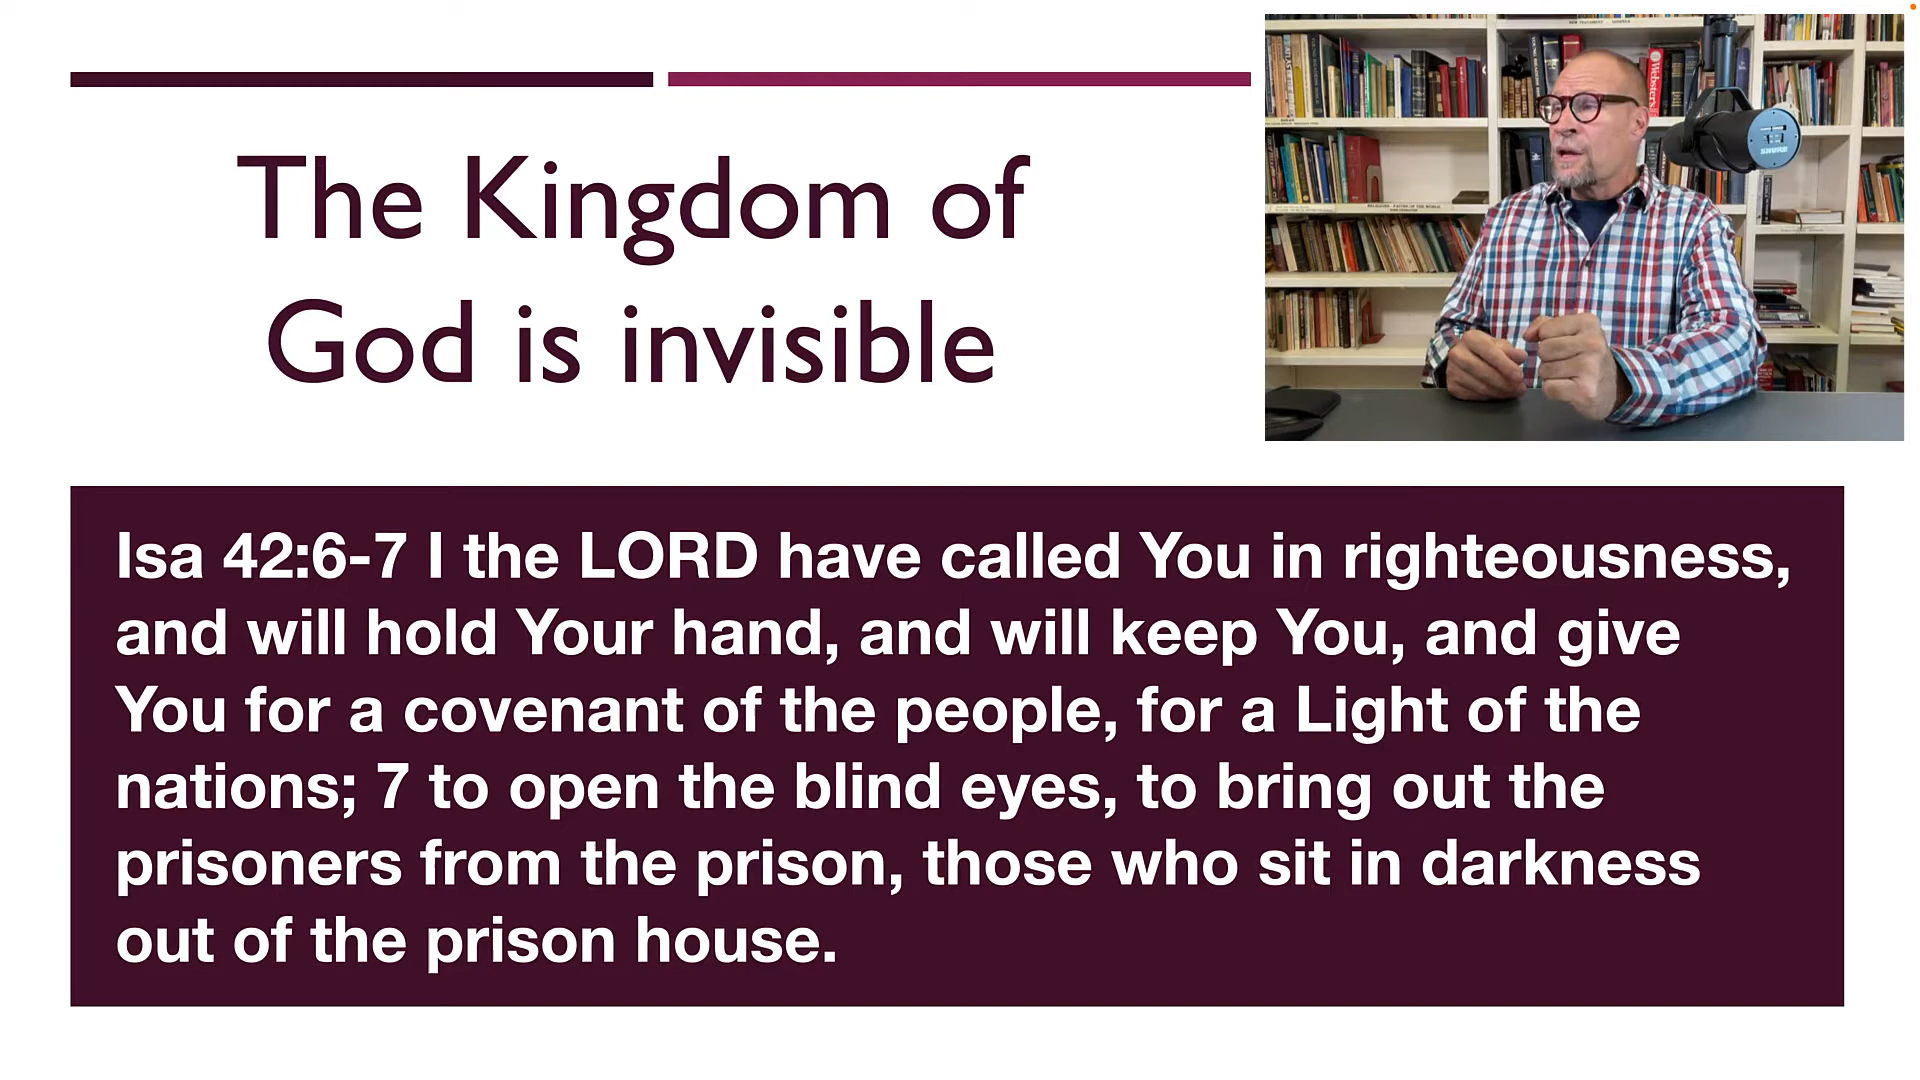 The Kingdom of
God is invisible
Webster's
SHURE
Isa 42:6-7 I the LORD have called You in righteousness,
and will hold Your hand, and will keep You, and give
You for a covenant of the people, for a Light of the
nations; 7 to open the blind eyes, to bring out the
prisoners from the prison, those who sit in darkness
out of the prison house.